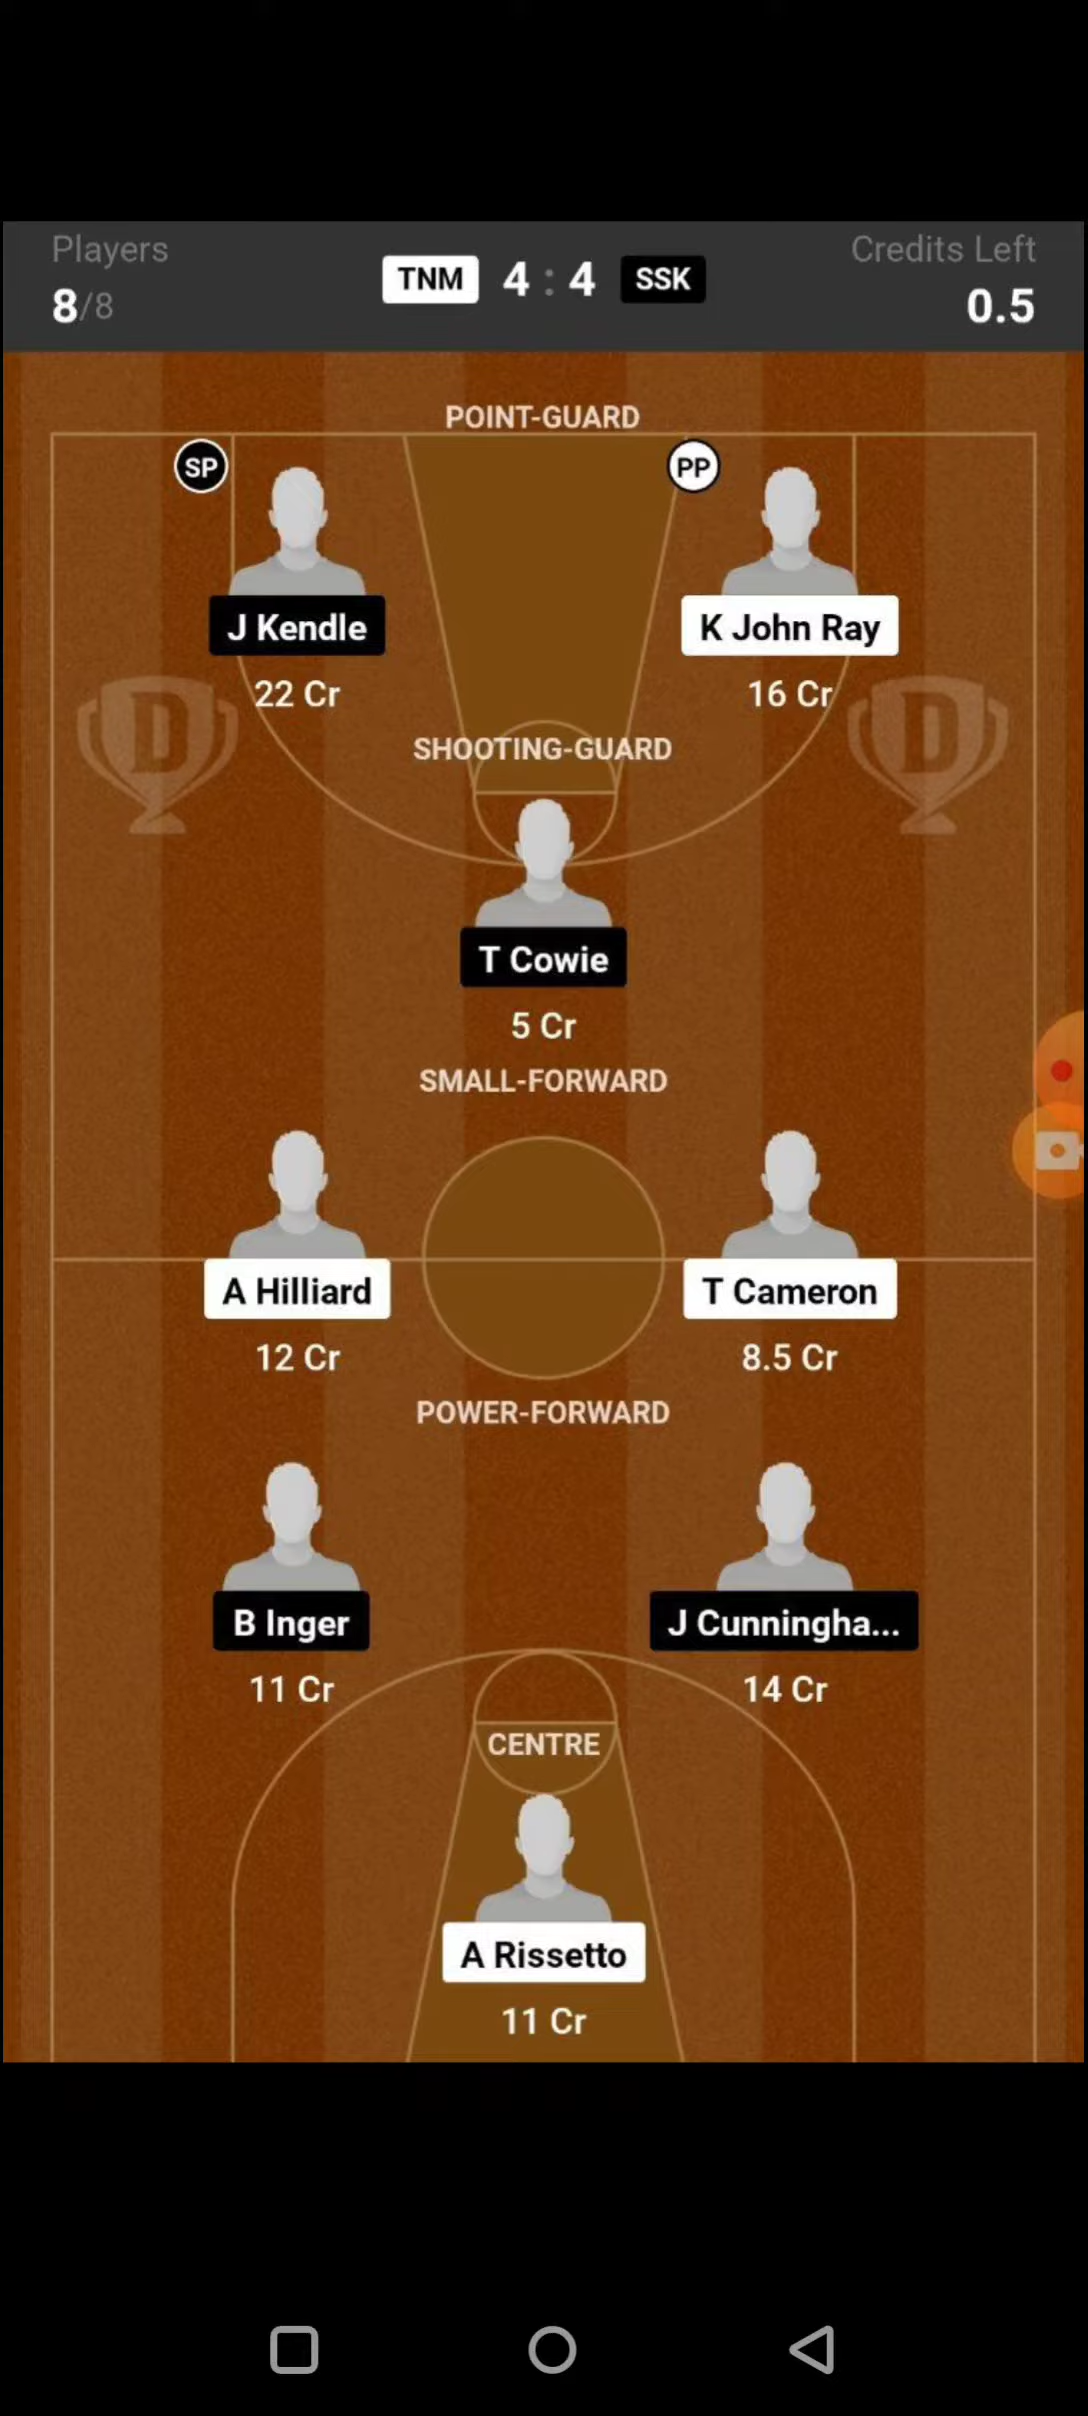 Players
Credits Left
8/8
TNM 4 : 4 SSK
0.5
POINT-GUARD
SP
PP
J Kendle
K John Ray
22 Cr
16 Cr
D
D
SHOOTING-GUARD
T Cowie
5 Cr
SMALL-FORWARD
A Hilliard
T Cameron
12 Cr
8.5 Cr
POWER-FORWARD
B Inger
J Cunningha...
11 Cr
14 Cr
CENTRE
A Rissetto
11 Cr